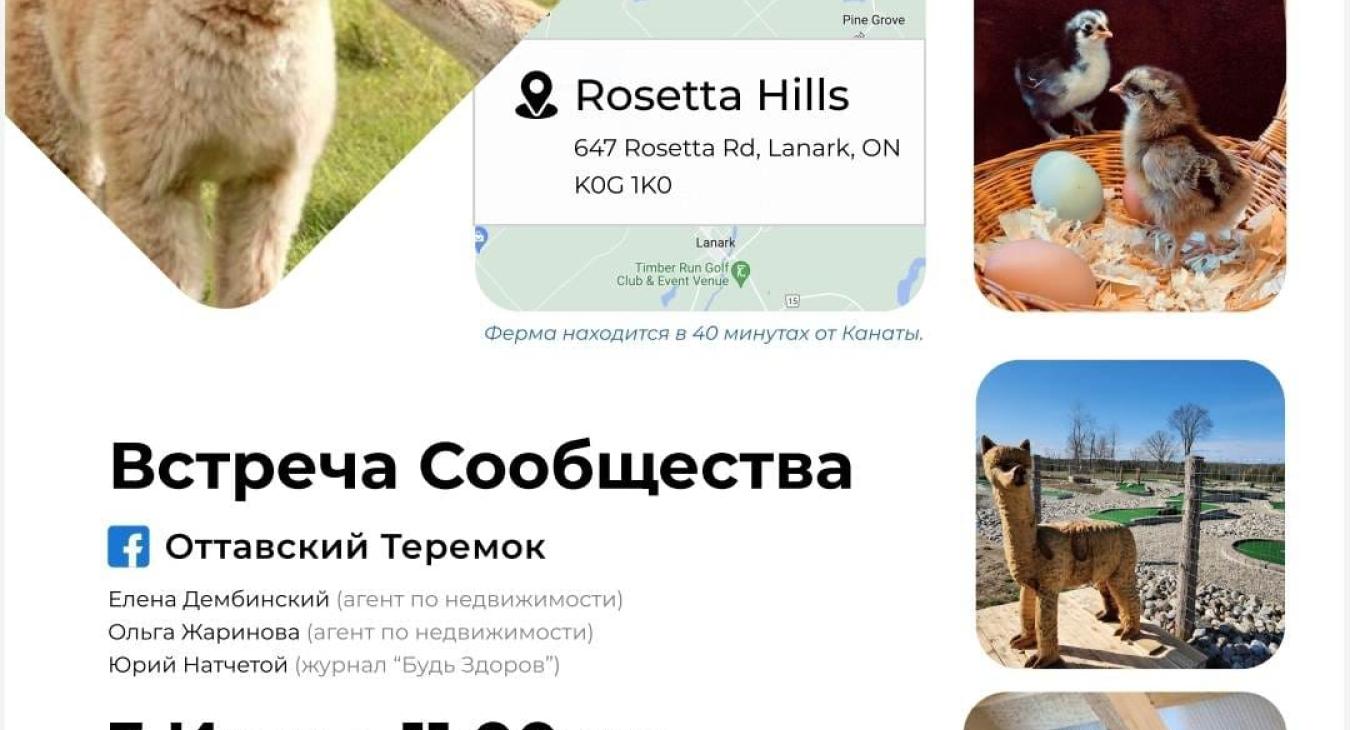 Pine Grove
Rosetta Hills
647 Rosetta Rd, Lanark, ON
K0G 1K0
Lanark
Timber Run Golf
Club & Event Venue
15
Ферма находится в 40 минутах от Канаты.
Встреча Сообщества
Оттавский Теремок
Елена Дембинский (агент по недвижимости)
Ольга Жаринова (агент по недвижимости)
Юрий Натчетой (журнал “Будь Здоров”)